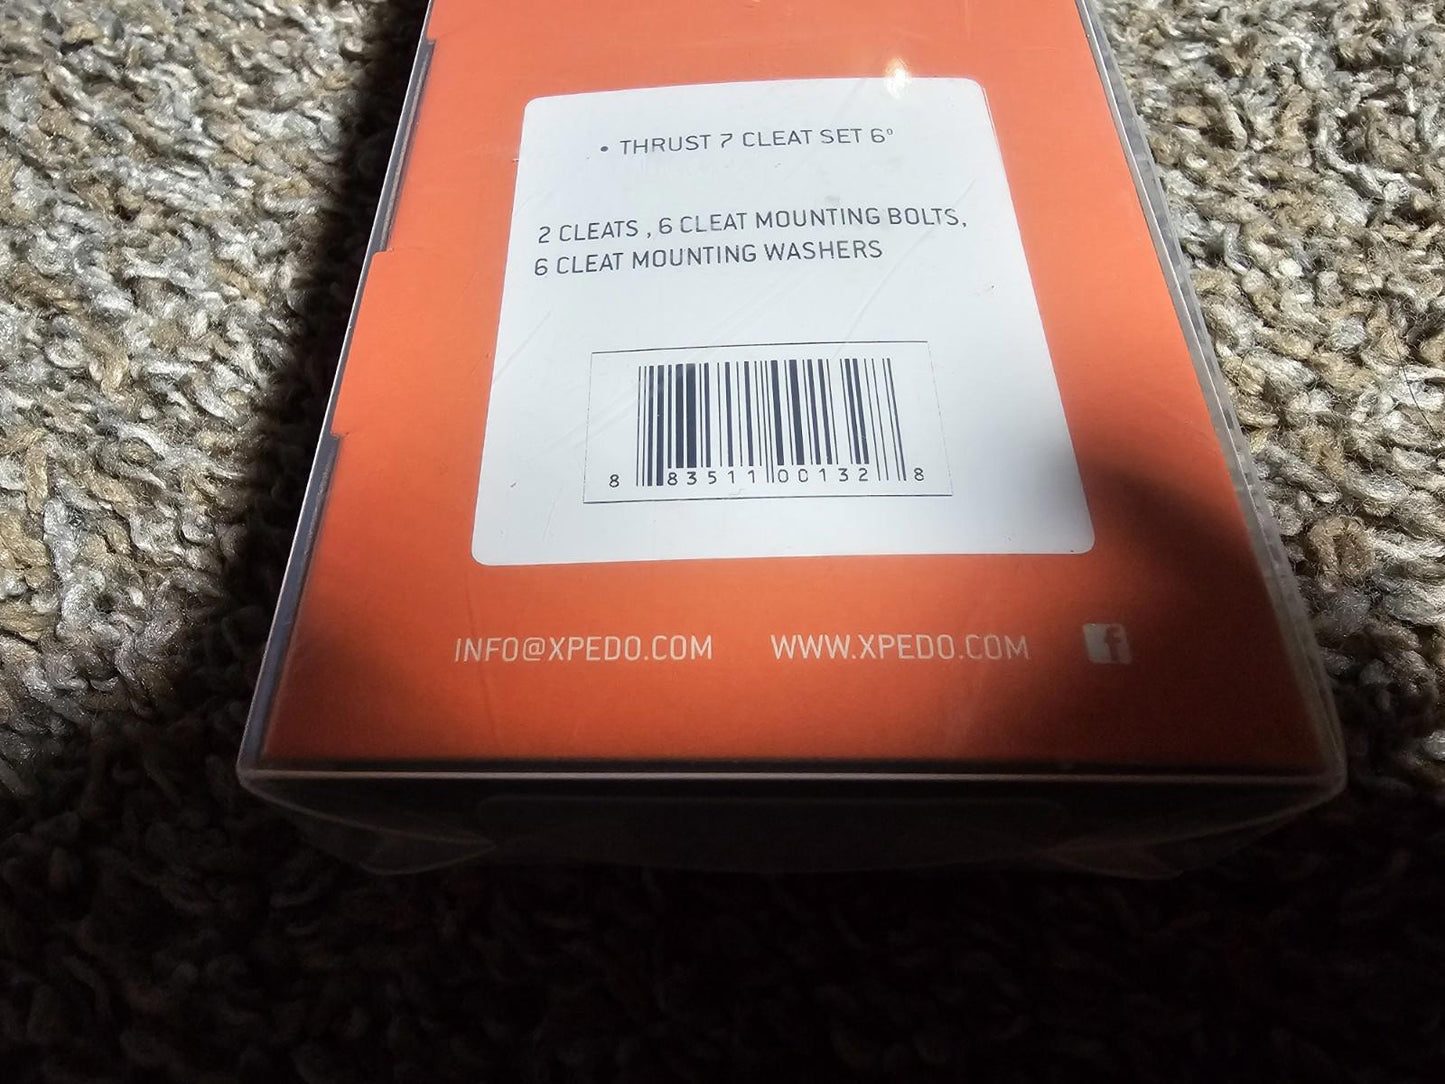 • THRUST 7 CLEAT SET 6°
2 CLEATS , 6 CLEAT MOUNTING BOLTS,
6 CLEAT MOUNTING WASHERS
8 83511 00132 8
INFO@XPEDO.COM WWW.XPEDO.COM f